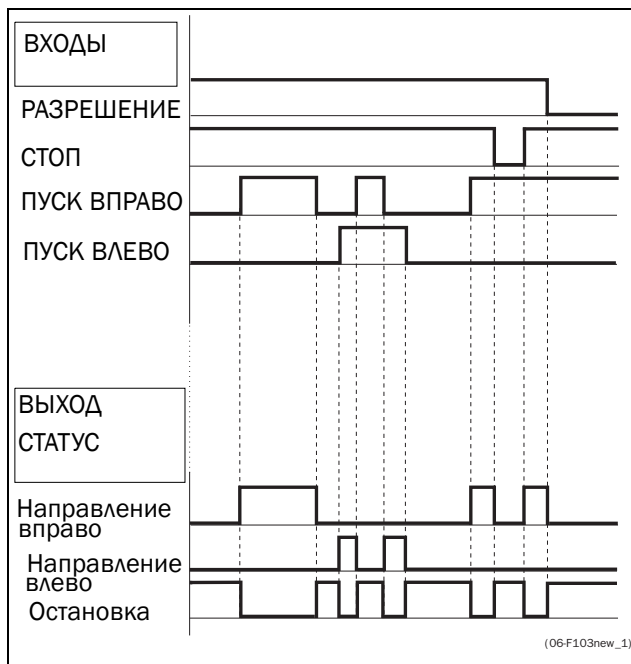 ВХОДЫ
РАЗРЕШЕНИЕ
СТОП
ПУСК ВПРАВО
ПУСК ВЛЕВО
ВЫХОД
СТАТУС
Направление
вправо
Направление
влево
Остановка
(06-F103new_1)